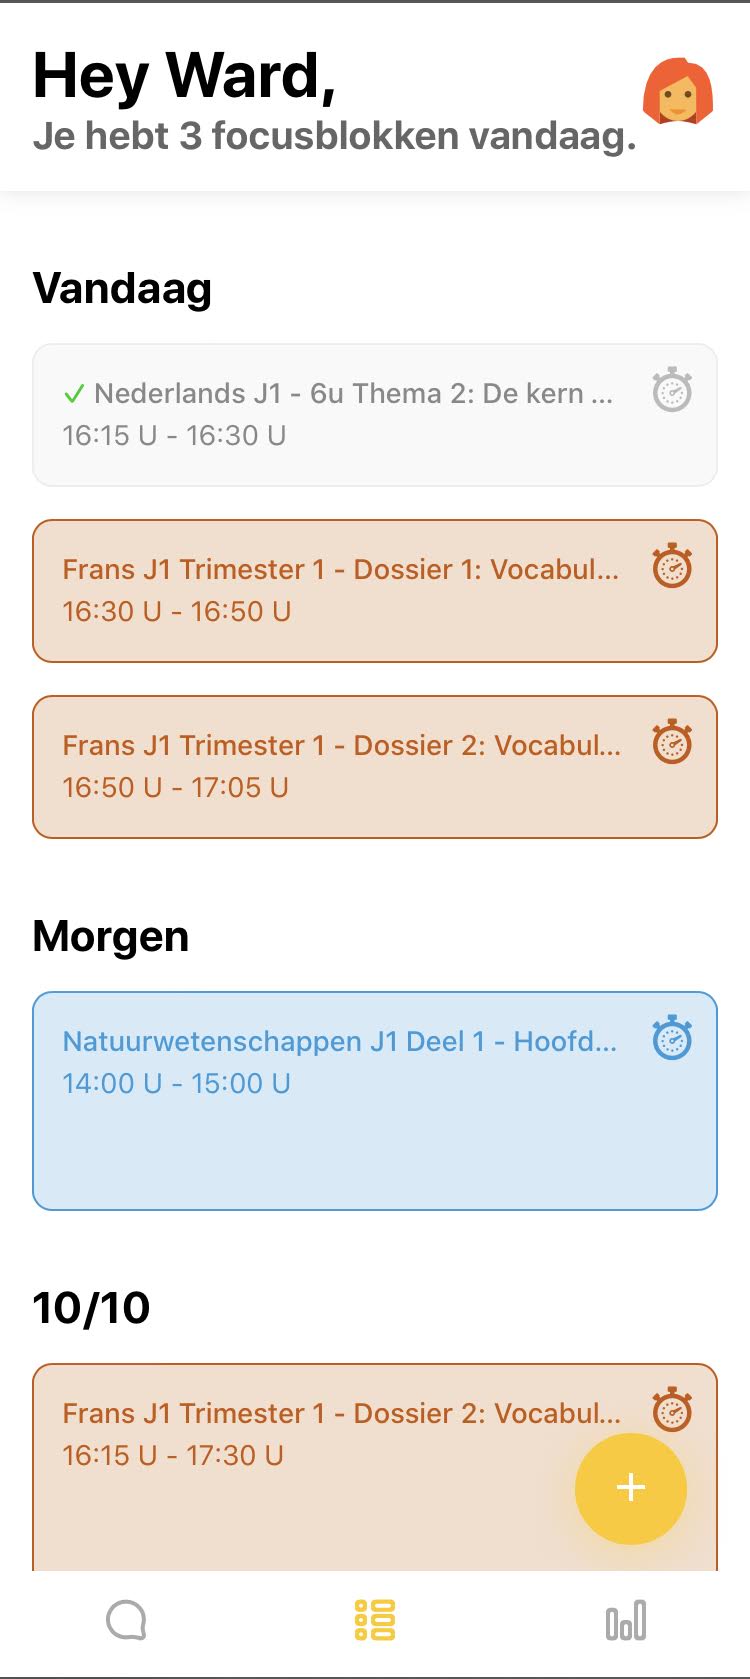 Hey Ward,
Je hebt 3 focusblokken vandaag.
Vandaag
✓ Nederlands J1 - 6u Thema 2: De kern ...
16:15 U - 16:30 U
Frans J1 Trimester 1 - Dossier 1: Vocabul...
16:30 U - 16:50 U
Frans J1 Trimester 1 - Dossier 2: Vocabul...
16:50 U - 17:05 U
Morgen
Natuurwetenschappen J1 Deel 1 - Hoofd...
14:00 U - 15:00 U
10/10
Frans J1 Trimester 1 - Dossier 2: Vocabul...
16:15 U - 17:30 U
+